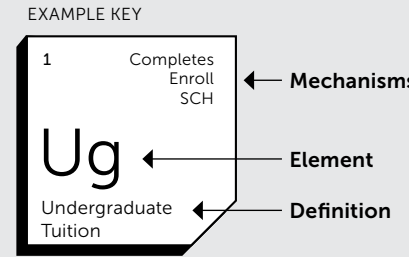 EXAMPLE KEY
1 Completes
Enroll
SCH
Mechanisms
Ug
Element
Undergraduate
Tuition
Definition